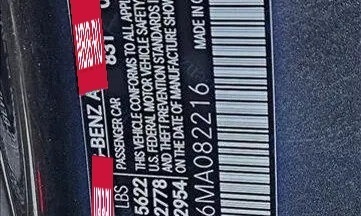 -BENZ A
831
LBS PASSENGER CAR
5622 THIS VEHICLE CONFORMS TO ALL APPL
U.S. FEDERAL MOTOR VEHICLE SAFETY
2778 AND THEFT PREVENTION STANDARDS
2954 ON THE DATE OF MANUFACTURE SHOW
6MA082216 MADE IN